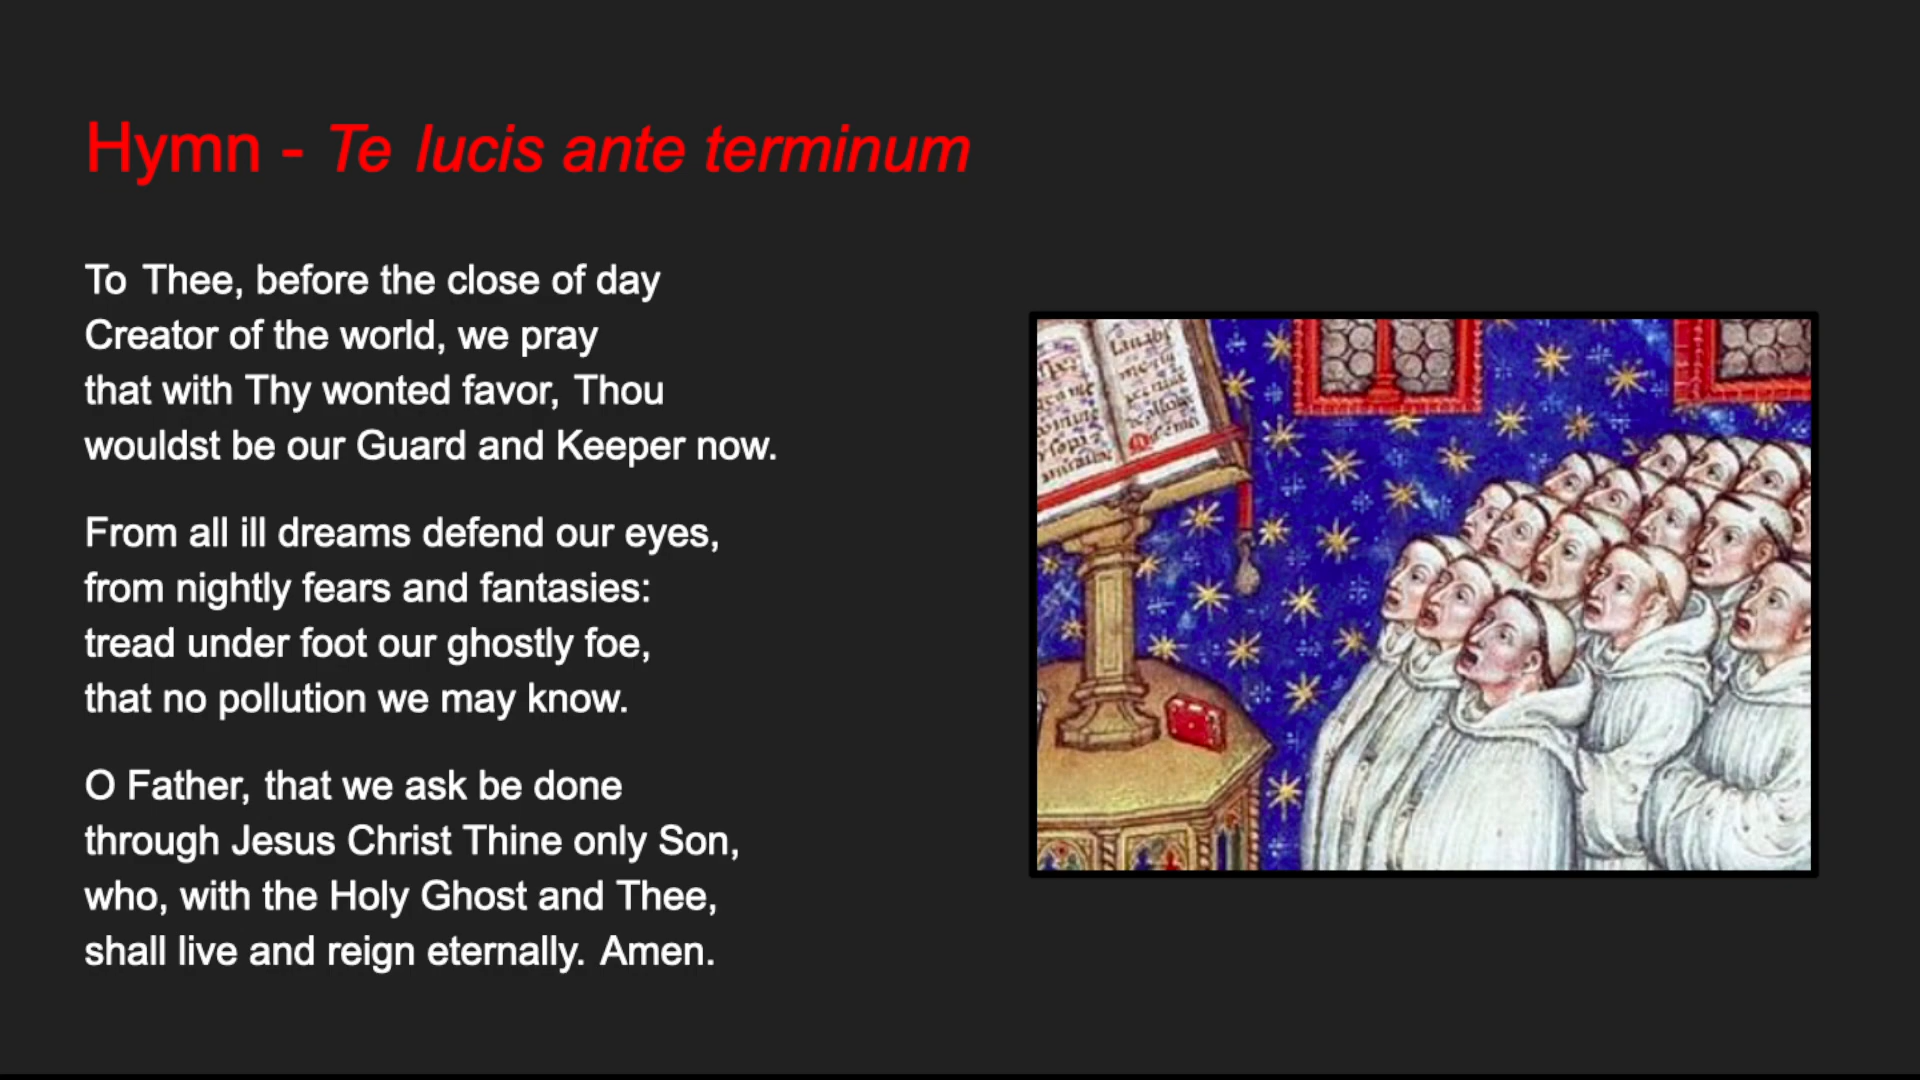 Hymn - Te lucis ante terminum
To Thee, before the close of day
Creator of the world, we pray
that with Thy wonted favor, Thou
wouldst be our Guard and Keeper now.
From all ill dreams defend our eyes,
from nightly fears and fantasies:
tread under foot our ghostly foe,
that no pollution we may know.
O Father, that we ask be done
through Jesus Christ Thine only Son,
who, with the Holy Ghost and Thee,
shall live and reign eternally. Amen.